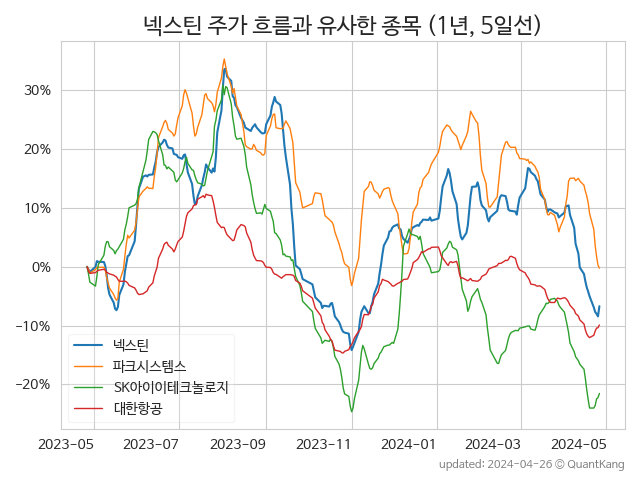 넥스틴 주가 흐름과 유사한 종목 (1년, 5일선)
30%
20%
10%
0%
−10%
−20%
넥스틴
파크시스템스
SK아이이테크놀로지
대한항공
2023-05 2023-07 2023-09 2023-11 2024-01 2024-03 2024-05
updated: 2024-04-26 © QuantKang